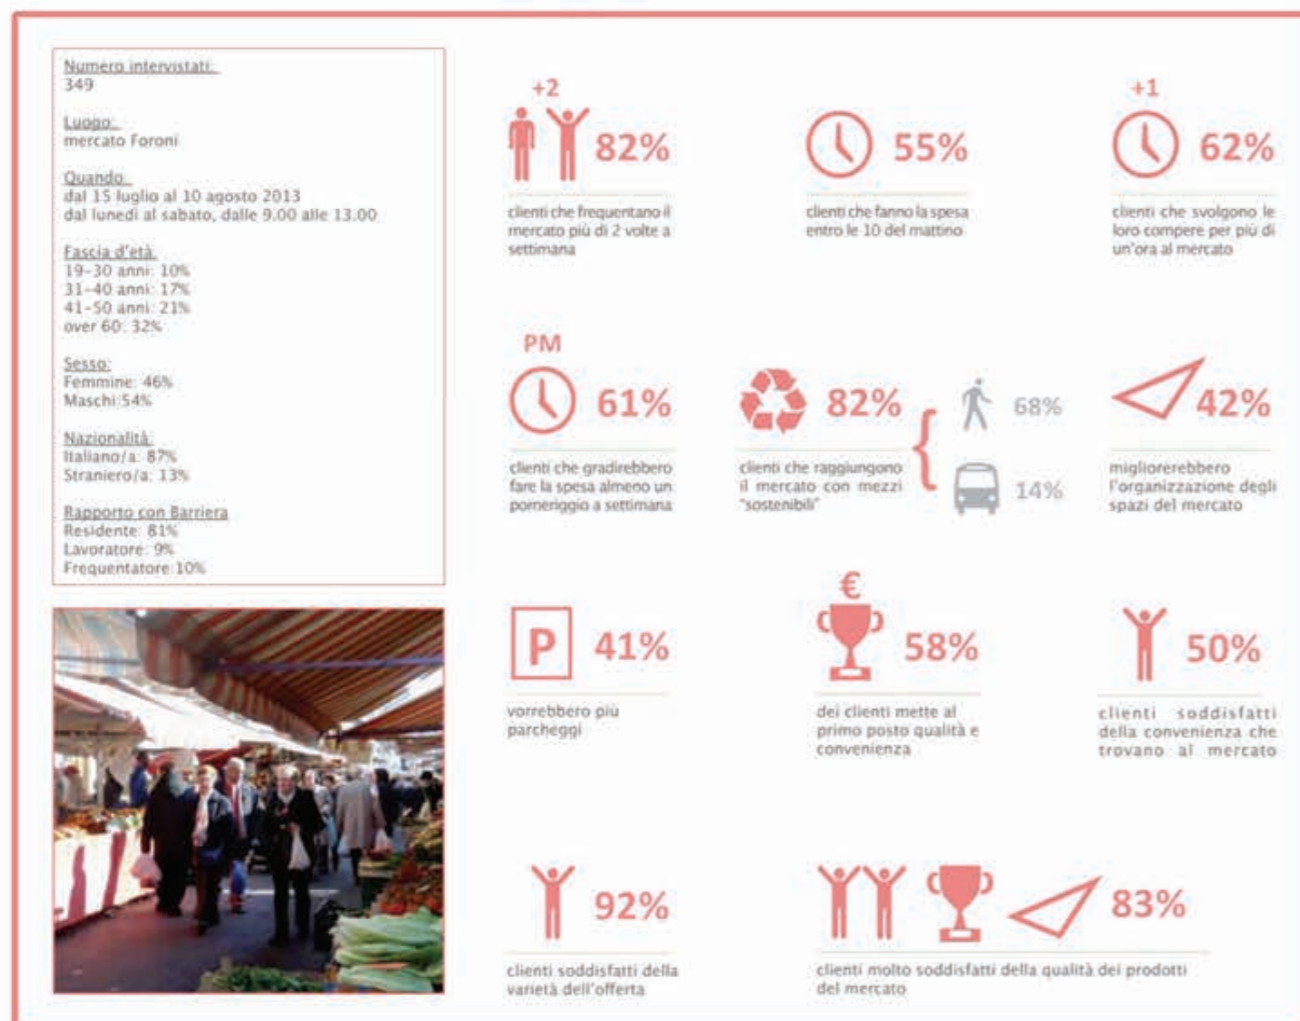 Numero intervistati:
349
Luogo:
mercato Foroni
Quando:
dal 15 luglio al 10 agosto 2013
dal lunedì al sabato, dalle 9.00 alle 13.00
Fascia d'età:
19-30 anni: 10%
31-40 anni: 17%
41-50 anni: 21%
over 60: 32%
Sesso:
Femmine: 46%
Maschi:54%
Nazionalità:
Italiano/a: 87%
Straniero/a: 13%
Rapporto con Barriera
Residente: 81%
Lavoratore: 9%
Frequentatore:10%
+2
82%
clienti che frequentano il
mercato più di 2 volte a
settimana
55%
clienti che fanno la spesa
entro le 10 del mattino
+1
62%
clienti che svolgono le
loro compere per più di
un'ora al mercato
PM
61%
clienti che gradirebbero
fare la spesa almeno un
pomeriggio a settimana
82%
68%
14%
clienti che raggiungono
il mercato con mezzi
"sostenibili"
42%
migliorerebbero
l'organizzazione degli
spazi del mercato
P
41%
vorrebbero più
parcheggi
€
58%
dei clienti mette al
primo posto qualità e
convenienza
50%
clienti soddisfatti
della convenienza che
trovano al mercato
92%
clienti soddisfatti della
varietà dell'offerta
83%
clienti molto soddisfatti della qualità dei prodotti
del mercato